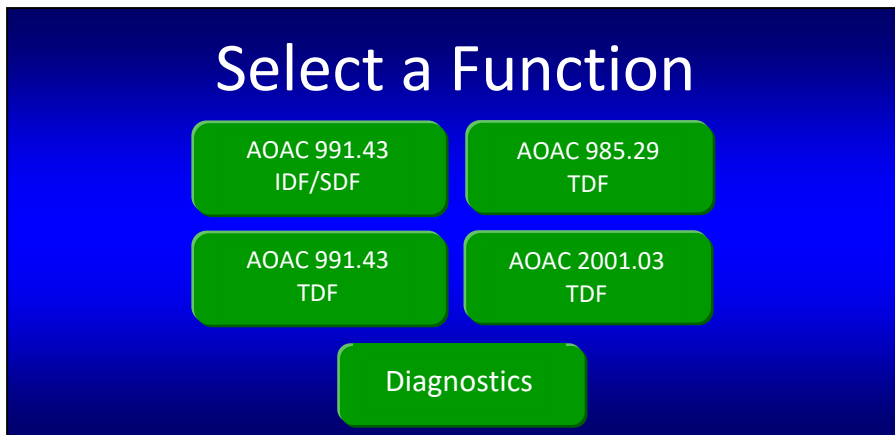 Select a Function
AOAC 991.43
IDF/SDF
AOAC 985.29
TDF
AOAC 991.43
TDF
AOAC 2001.03
TDF
Diagnostics